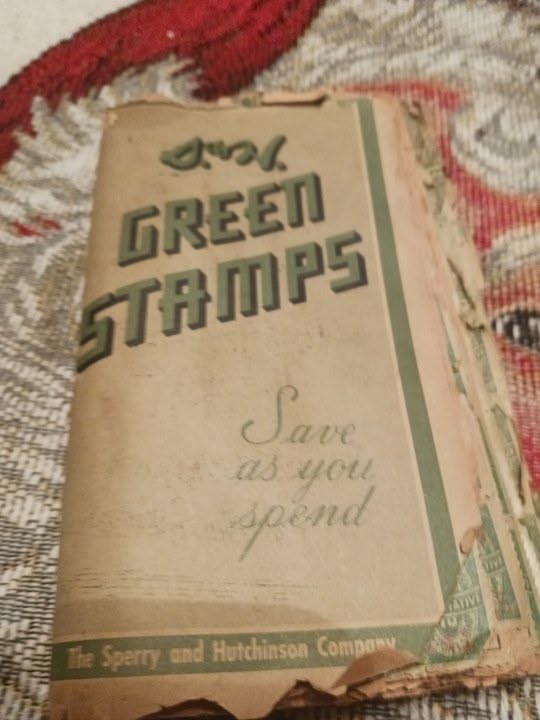 GREEN
STAMPS
Save
as you
spend
The Sperry and Hutchinson Company